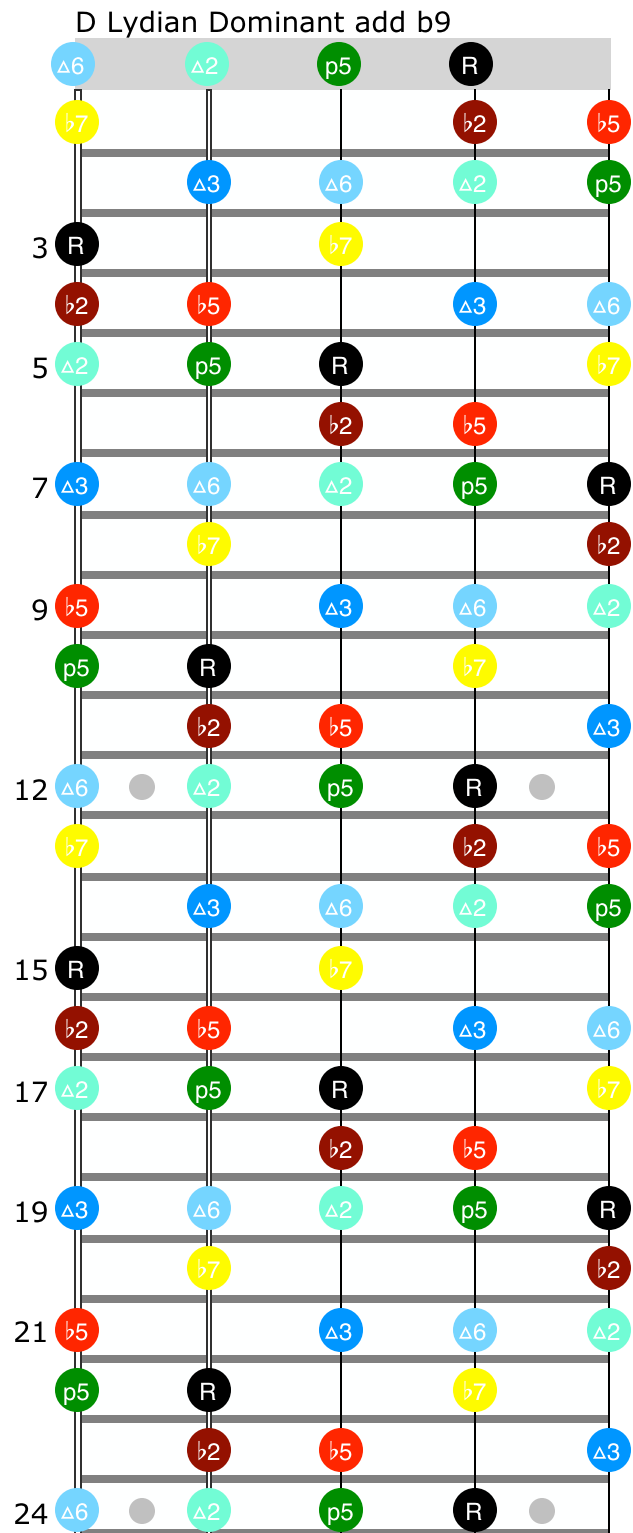 D Lydian Dominant add b9
▵6 ▵2 p5 R
♭7 ♭2 ♭5
▵3 ▵6 ▵2 p5
3 R ♭7
♭2 ♭5 ▵3 ▵6
5 ▵2 p5 R ♭7
♭2 ♭5
7 ▵3 ▵6 ▵2 p5 R
♭7 ♭2
9 ♭5 ▵3 ▵6 ▵2
p5 R ♭7
♭2 ♭5 ▵3
12 ▵6 ▵2 p5 R
♭7 ♭2 ♭5
▵3 ▵6 ▵2 p5
15 R ♭7
♭2 ♭5 ▵3 ▵6
17 ▵2 p5 R ♭7
♭2 ♭5
19 ▵3 ▵6 ▵2 p5 R
♭7 ♭2
21 ♭5 ▵3 ▵6 ▵2
p5 R ♭7
♭2 ♭5 ▵3
24 ▵6 ▵2 p5 R